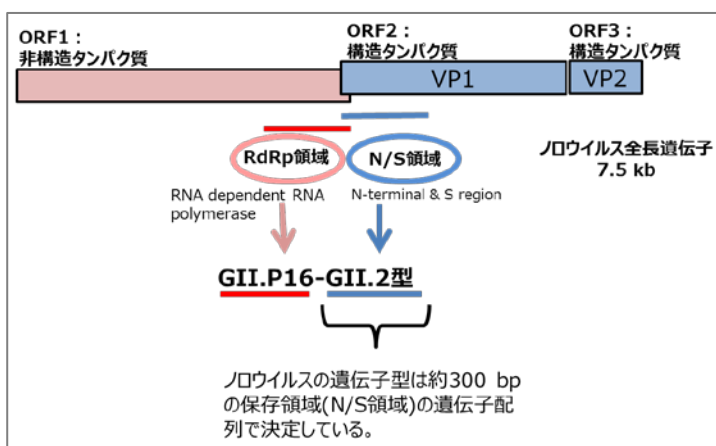 ORF1：
非構造タンパク質
ORF2：
構造タンパク質
ORF3：
構造タンパク質
VP1
VP2
RdRp領域
N/S領域
ノロウイルス全長遺伝子
7.5 kb
RNA dependent RNA
polymerase
N-terminal & S region
GII.P16-GII.2型
ノロウイルスの遺伝子型は約300 bp
の保存領域(N/S領域)の遺伝子配
列で決定している。